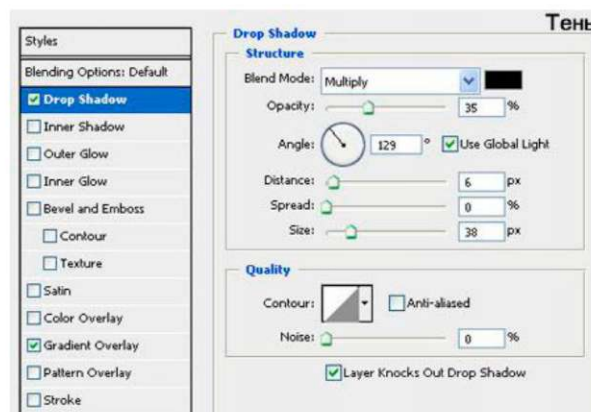 Тень
Styles
Blending Options: Default
Drop Shadow
Inner Shadow
Outer Glow
Inner Glow
Bevel and Emboss
Contour
Texture
Satin
Color Overlay
Gradient Overlay
Pattern Overlay
Stroke
Drop Shadow
Structure
Blend Mode: Multiply
Opacity: 35 %
Angle: 129 ° Use Global Light
Distance: 6 px
Spread: 0 %
Size: 38 px
Quality
Contour: Anti-aliased
Noise: 0 %
Layer Knocks Out Drop Shadow